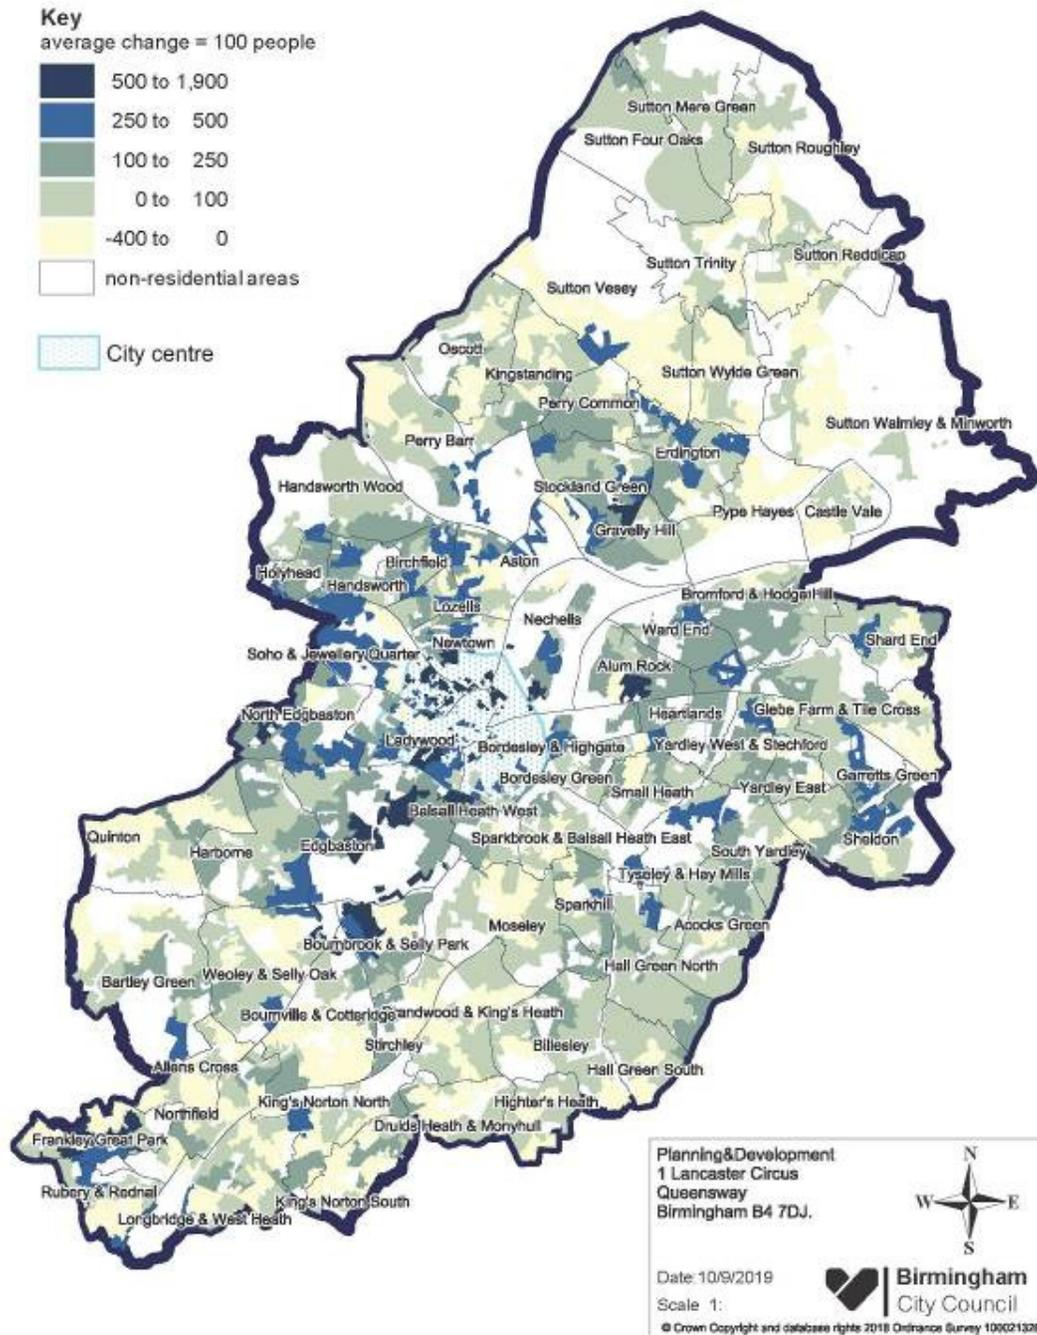 Key
average change = 100 people
500 to 1,900
250 to 500
100 to 250
0 to 100
-400 to 0
non-residential areas
City centre
Sutton Mere Green
Sutton Four Oaks
Sutton Roughley
Sutton Trinity
Sutton Reddicap
Sutton Vesey
Oscott
Kingstanding
Sutton Wylde Green
Perry Common
Sutton Walmley & Minworth
Perry Barr
Erdington
Handsworth Wood
Stockland Green
Pype Hayes
Castle Vale
Gravelly Hill
Birchfield
Aston
Holyhead
Handsworth
Bromford & Hodge Hill
Lozells
Nechells
Ward End
Shard End
Newtown
Soho & Jewellery Quarter
Alum Rock
North Edgbaston
Heartlands
Glebe Farm & Tile Cross
Ladywood
Bordesley & Highgate
Yardley West & Stechford
Bordesley Green
Garretts Green
Small Heath
Yardley East
Balsall Heath West
Quinton
Harborne
Edgbaston
Sparkbrook & Balsall Heath East
Sheldon
South Yardley
Tyseley & Hay Mills
Sparkhill
Moseley
Acocks Green
Bournbrook & Selly Park
Hall Green North
Bartley Green
Weoley & Selly Oak
Bournville & Cotteridge
Brandwood & King's Heath
Stirchley
Billesley
Allens Cross
Hall Green South
King's Norton North
Highter's Heath
Northfield
Druids Heath & Monyhull
Frankley Great Park
Rubery & Rednal
King's Norton South
Longbridge & West Heath
Planning&Development
1 Lancaster Circus
Queensway
Birmingham B4 7DJ.
N
W E
S
Date:10/9/2019
Scale 1:
Birmingham
City Council
© Crown Copyright and database rights 2018 Ordnance Survey